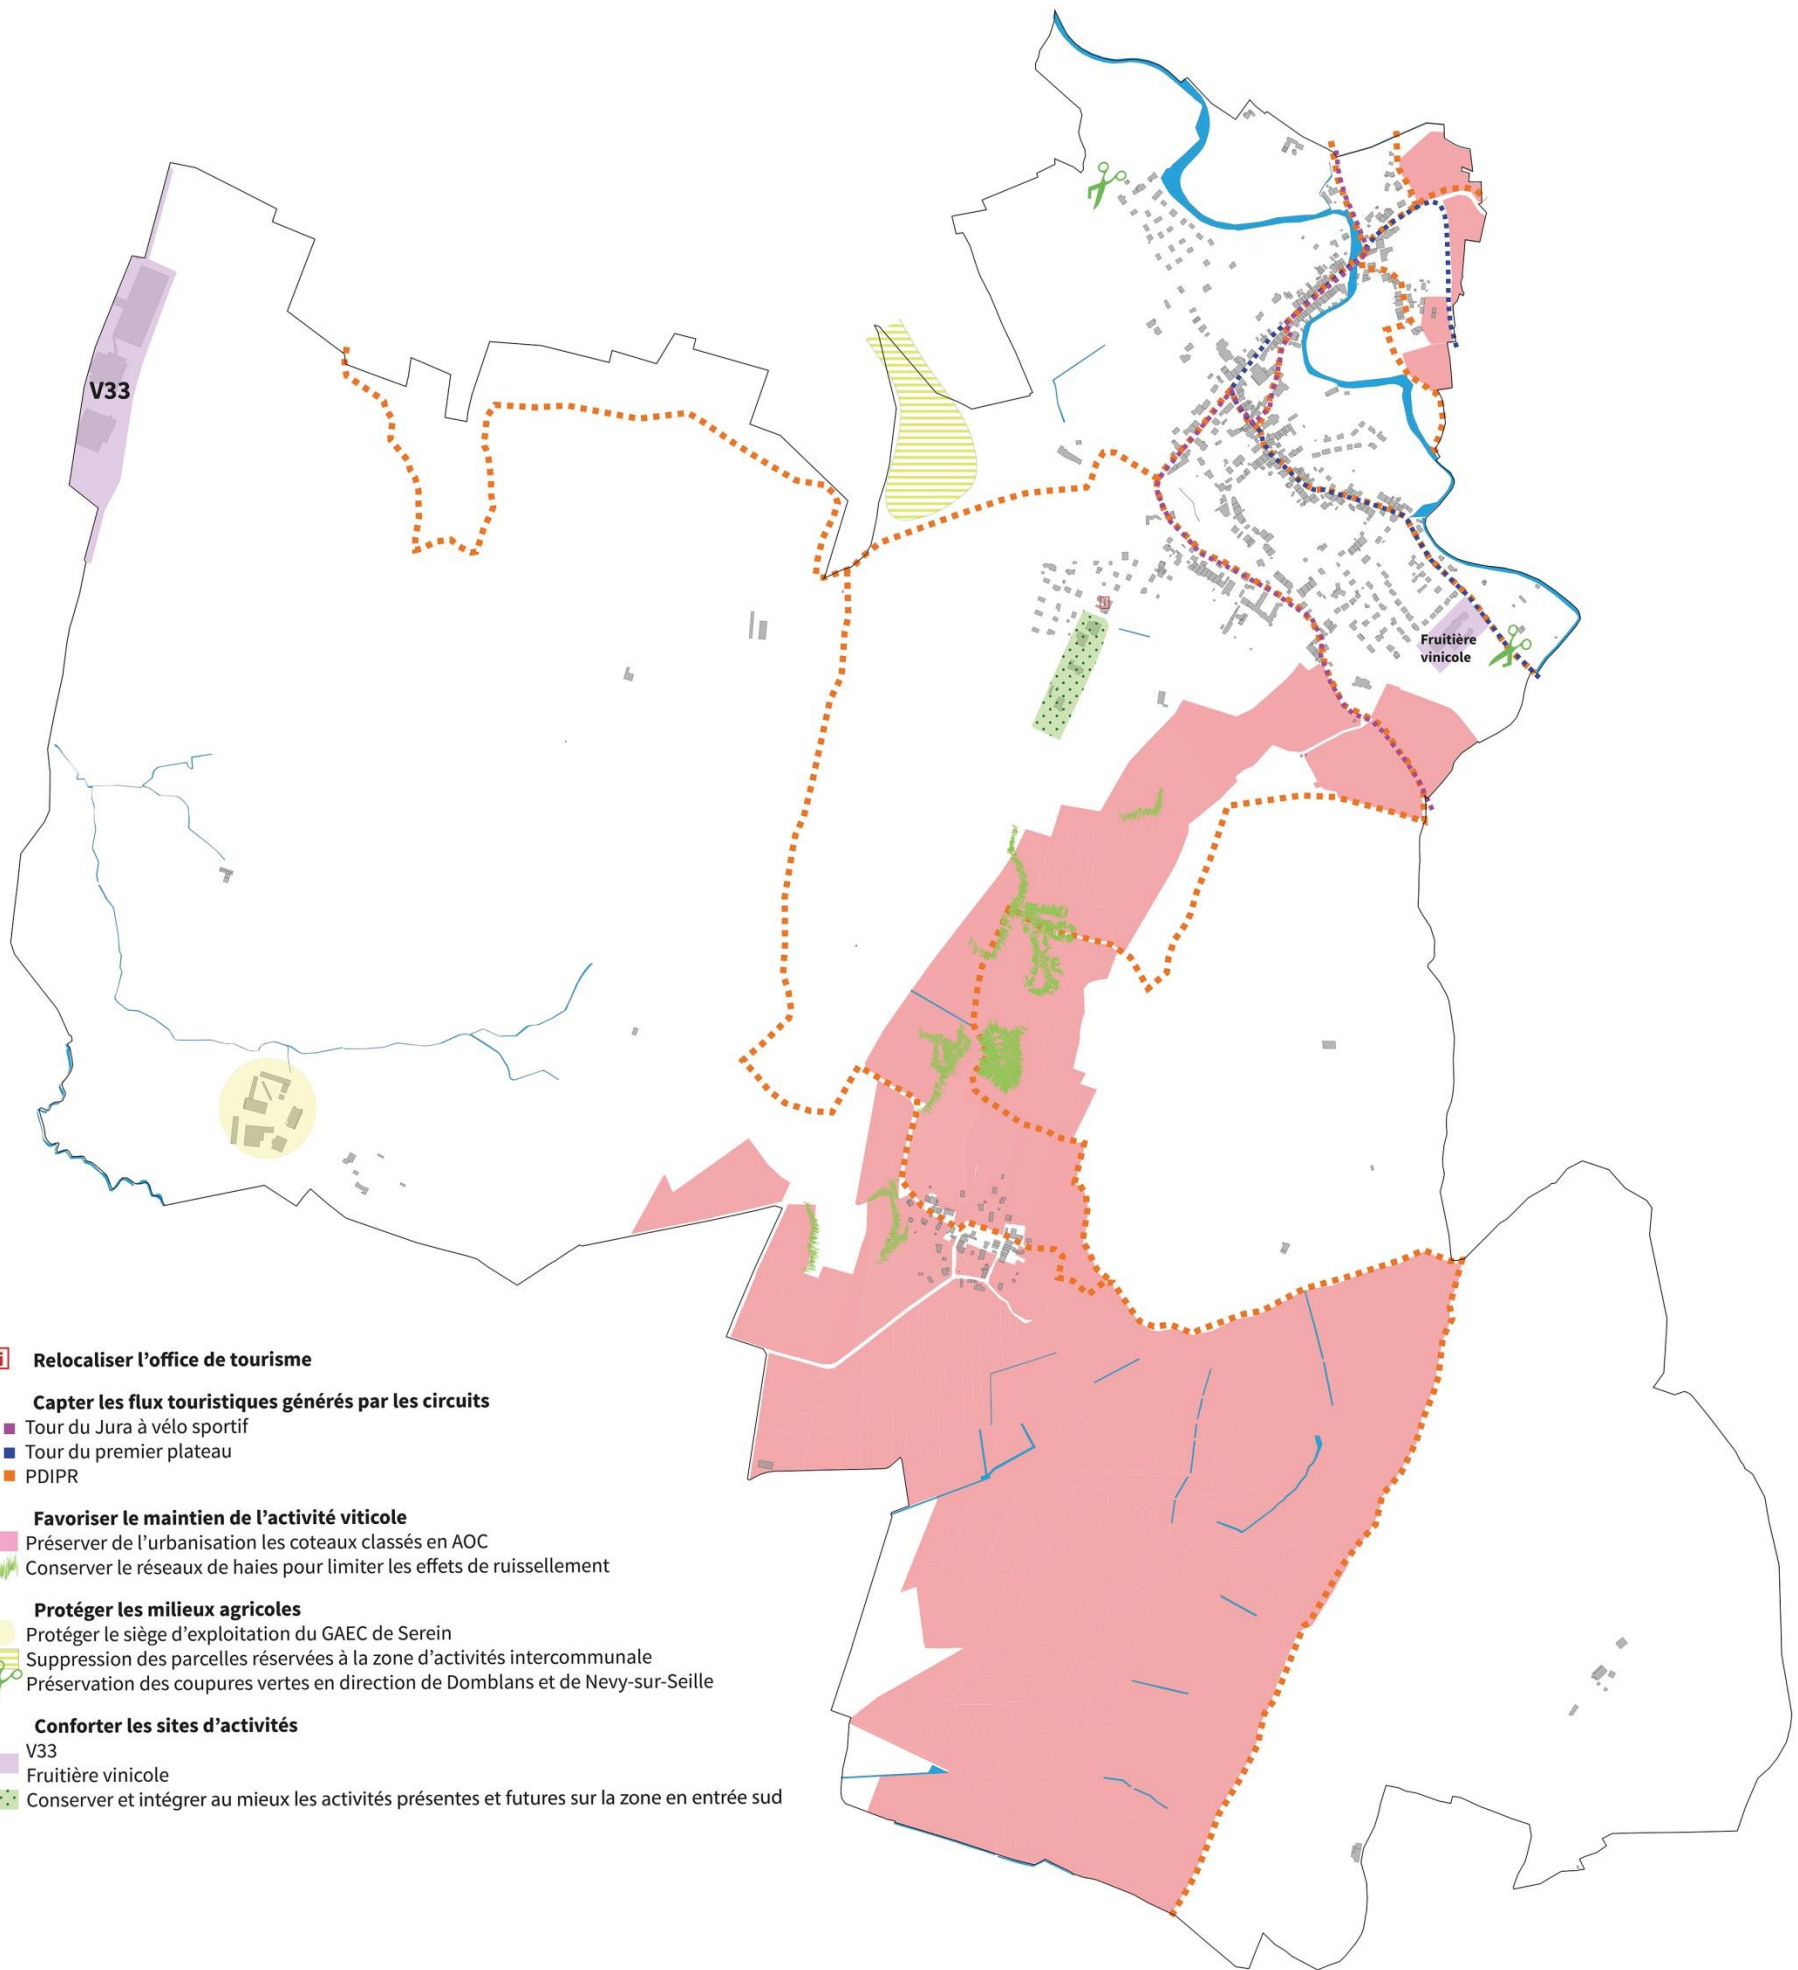 V33
Fruitière
vinicole
i
i Relocaliser l’office de tourisme
Capter les flux touristiques générés par les circuits
Tour du Jura à vélo sportif
Tour du premier plateau
PDIPR
Favoriser le maintien de l’activité viticole
Préserver de l’urbanisation les coteaux classés en AOC
Conserver le réseaux de haies pour limiter les effets de ruissellement
Protéger les milieux agricoles
Protéger le siège d’exploitation du GAEC de Serein
Suppression des parcelles réservées à la zone d’activités intercommunale
Préservation des coupures vertes en direction de Domblans et de Nevy-sur-Seille
Conforter les sites d’activités
V33
Fruitière vinicole
Conserver et intégrer au mieux les activités présentes et futures sur la zone en entrée sud